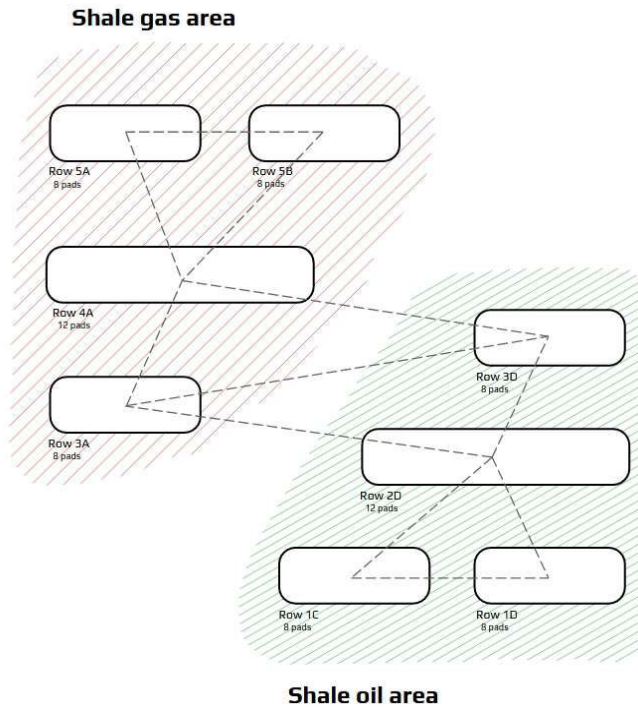 Shale gas area
Row 5A
8 pads
Row 5B
8 pads
Row 4A
12 pads
Row 3D
8 pads
Row 3A
8 pads
Row 2D
12 pads
Row 1C
8 pads
Row 1D
8 pads
Shale oil area